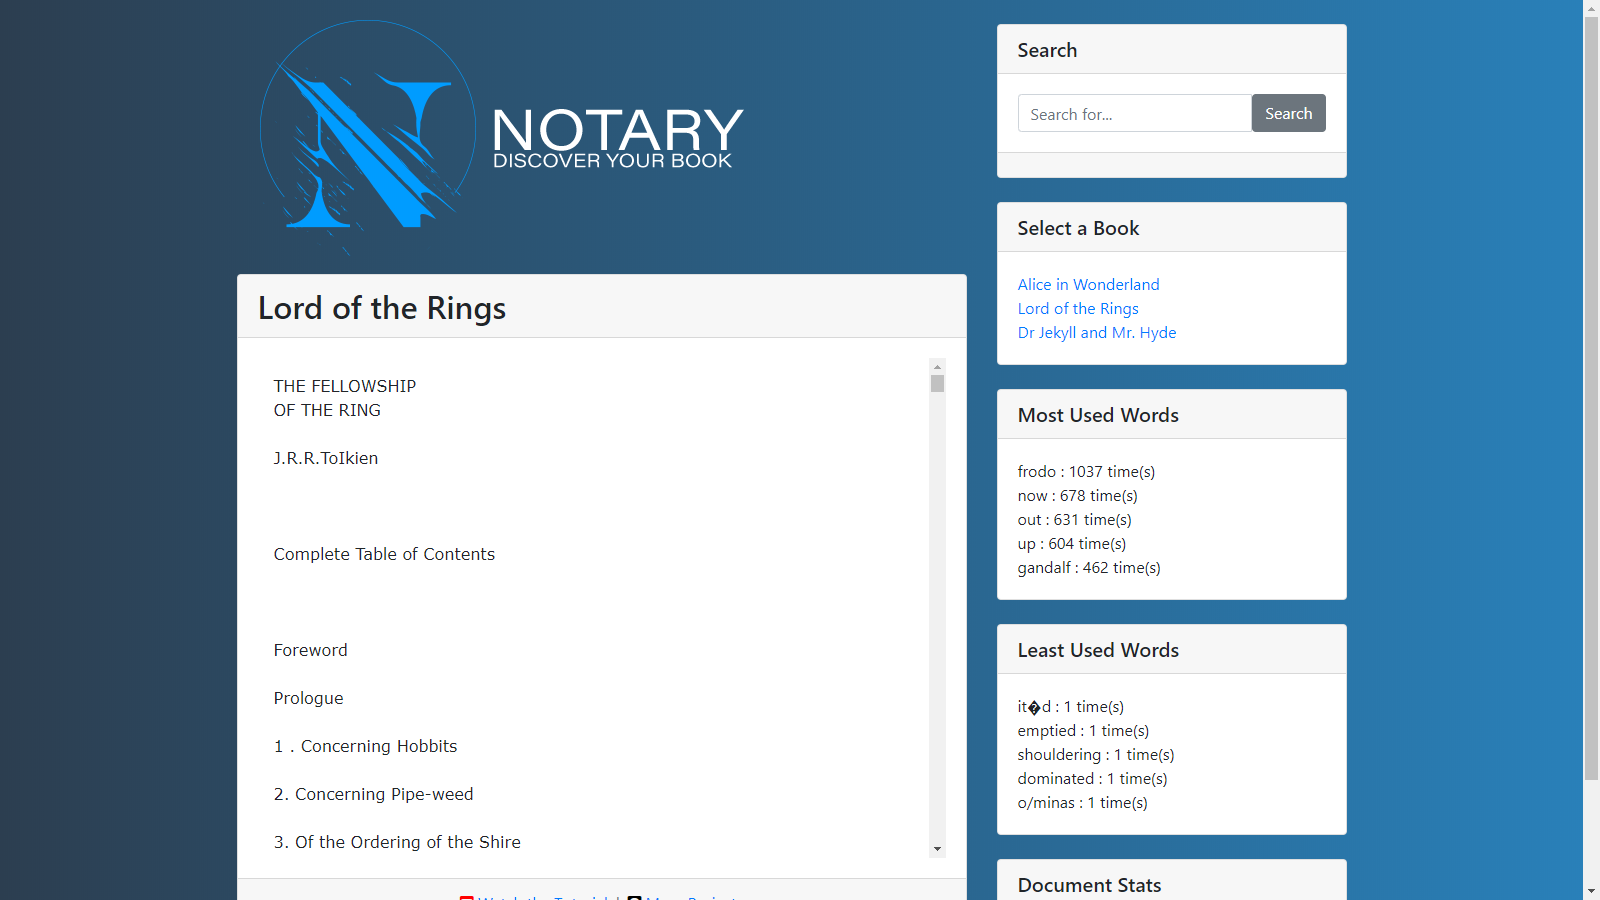 NOTARY
DISCOVER YOUR BOOK
Lord of the Rings
THE FELLOWSHIP
OF THE RING
J.R.R.ToIkien
Complete Table of Contents
Foreword
Prologue
1 . Concerning Hobbits
2. Concerning Pipe-weed
3. Of the Ordering of the Shire
Search
Search for...
Search
Select a Book
Alice in Wonderland
Lord of the Rings
Dr Jekyll and Mr. Hyde
Most Used Words
frodo : 1037 time(s)
now : 678 time(s)
out : 631 time(s)
up : 604 time(s)
gandalf : 462 time(s)
Least Used Words
it�d : 1 time(s)
emptied : 1 time(s)
shouldering : 1 time(s)
dominated : 1 time(s)
o/minas : 1 time(s)
Document Stats